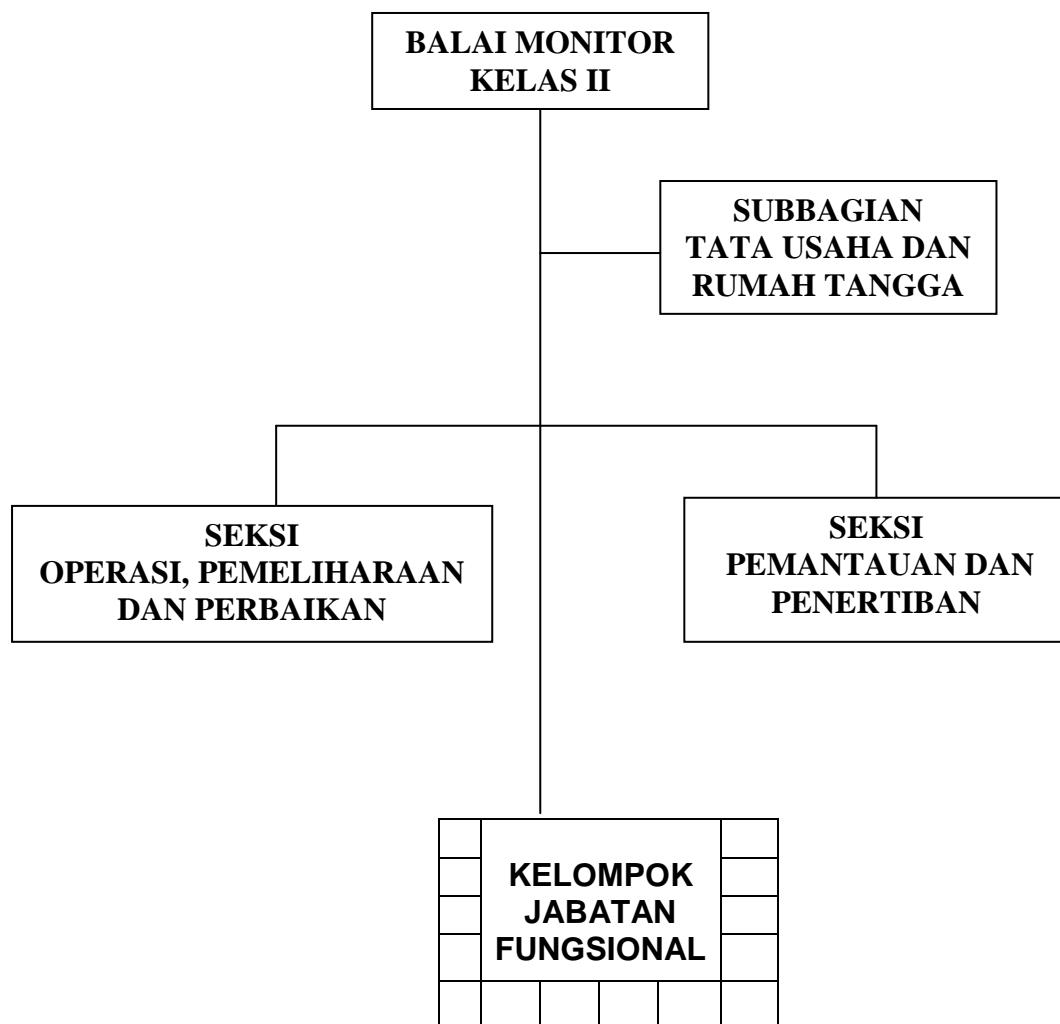 BALAI MONITOR
KELAS II
SUBBAGIAN
TATA USAHA DAN
RUMAH TANGGA
SEKSI
OPERASI, PEMELIHARAAN
DAN PERBAIKAN
SEKSI
PEMANTAUAN DAN
PENERTIBAN
KELOMPOK
JABATAN
FUNGSIONAL